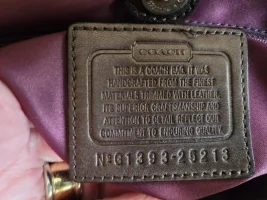 COACH
THIS IS A COACH BAG. IT WAS
HANDCRAFTED FROM THE FINEST
MATERIALS TRIMMED WITH LEATHER.
ITS SUPERIOR CRAFTSMANSHIP AND
ATTENTION TO DETAIL REFLECT OUR
COMMITMENT TO ENDURING QUALITY.
Nº G1393-20213